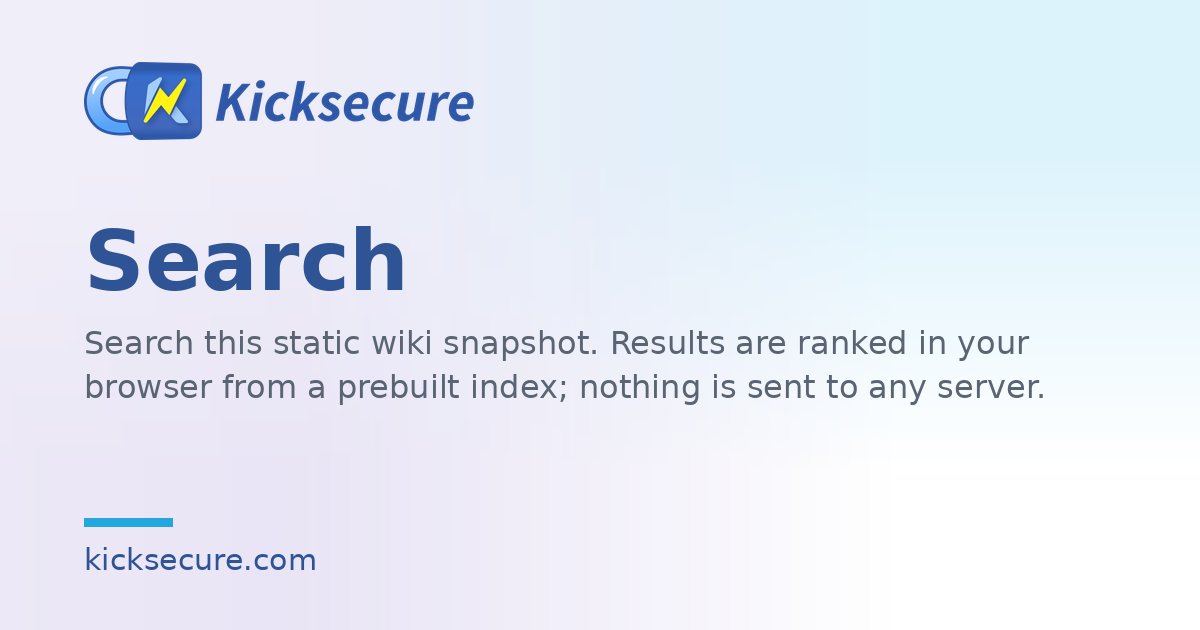 Kicksecure
Search
Search this static wiki snapshot. Results are ranked in your
browser from a prebuilt index; nothing is sent to any server.
kicksecure.com